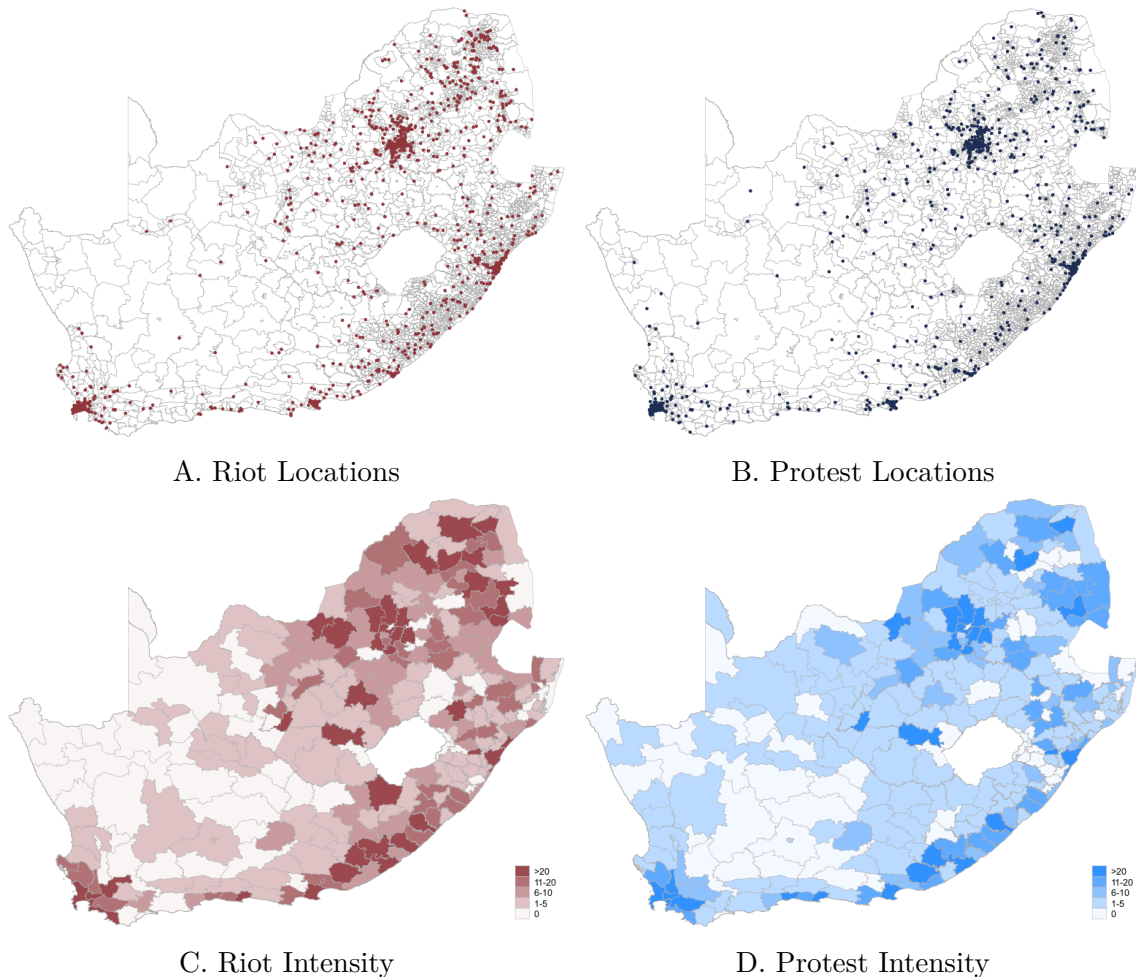 A. Riot Locations
B. Protest Locations
>20
11-20
6-10
1-5
0
>20
11-20
6-10
1-5
0
C. Riot Intensity
D. Protest Intensity